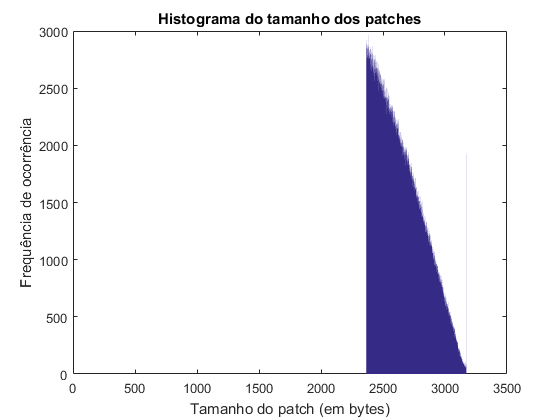 Histograma do tamanho dos patches
3000
2500
2000
1500
1000
500
0
Frequência de ocorrência
0 500 1000 1500 2000 2500 3000 3500
Tamanho do patch (em bytes)